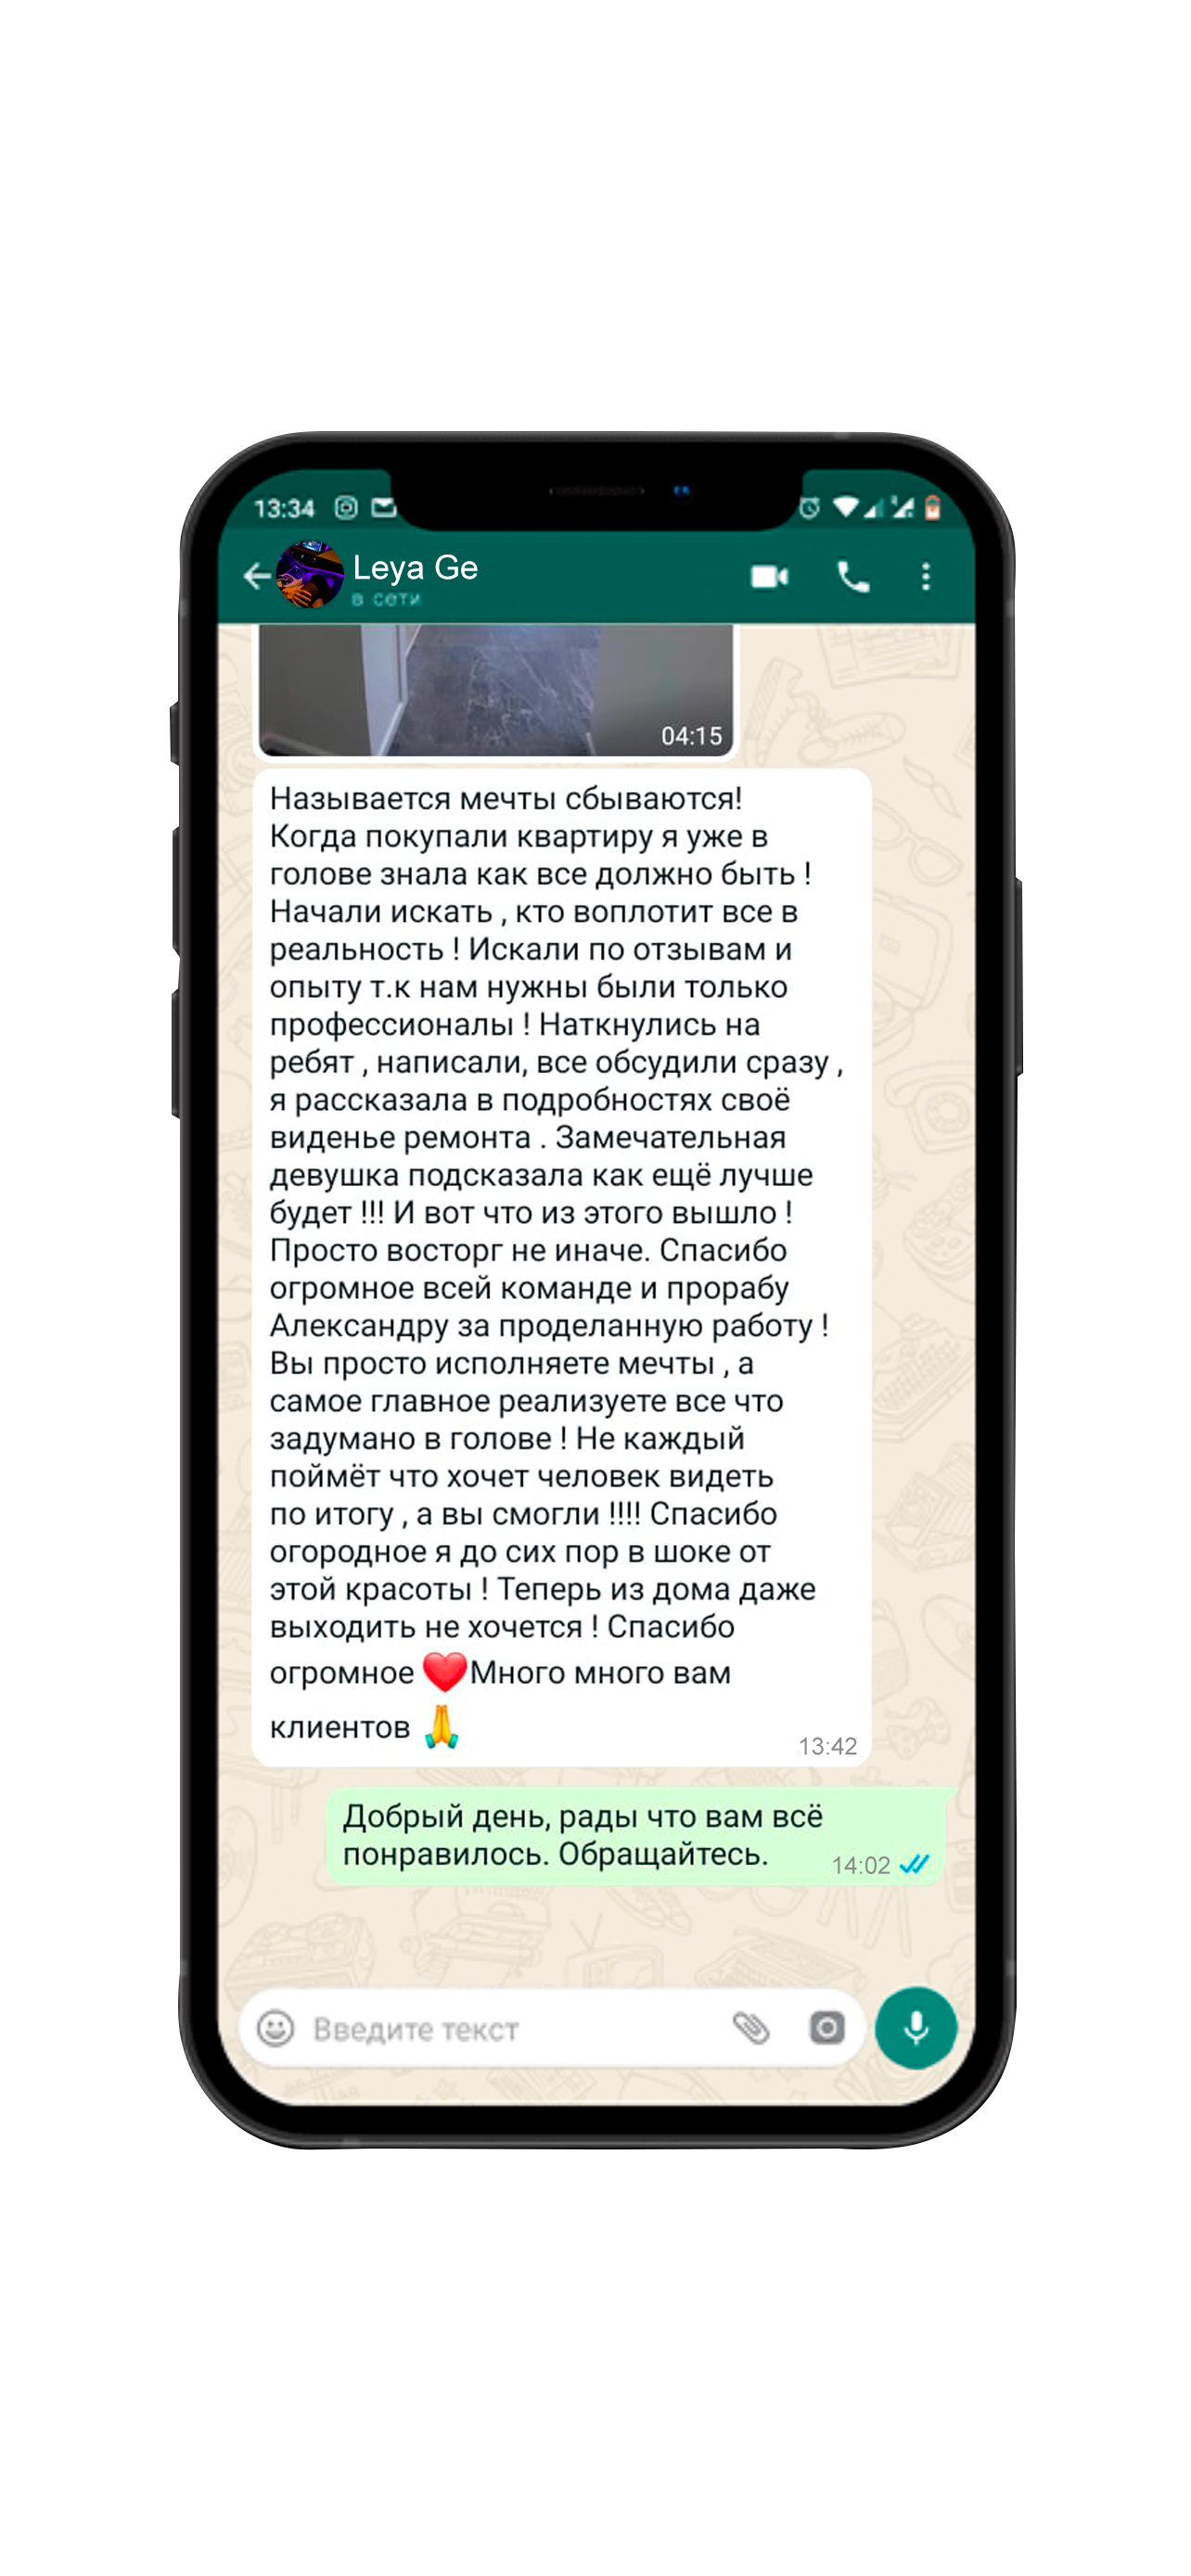 13:34
Leya Ge
в сети
04:15
Называется мечты сбываются!
Когда покупали квартиру я уже в
голове знала как все должно быть !
Начали искать , кто воплотит все в
реальность ! Искали по отзывам и
опыту т.к нам нужны были только
профессионалы ! Наткнулись на
ребят , написали, все обсудили сразу ,
я рассказала в подробностях своё
виденье ремонта . Замечательная
девушка подсказала как ещё лучше
будет !!! И вот что из этого вышло !
Просто восторг не иначе. Спасибо
огромное всей команде и прорабу
Александру за проделанную работу !
Вы просто исполняете мечты , а
самое главное реализуете все что
задумано в голове ! Не каждый
поймёт что хочет человек видеть
по итогу , а вы смогли !!!! Спасибо
огородное я до сих пор в шоке от
этой красоты ! Теперь из дома даже
выходить не хочется ! Спасибо
огромное ❤️Много много вам
клиентов 🙏
13:42
Добрый день, рады что вам всё
понравилось. Обращайтесь.
14:02
Введите текст